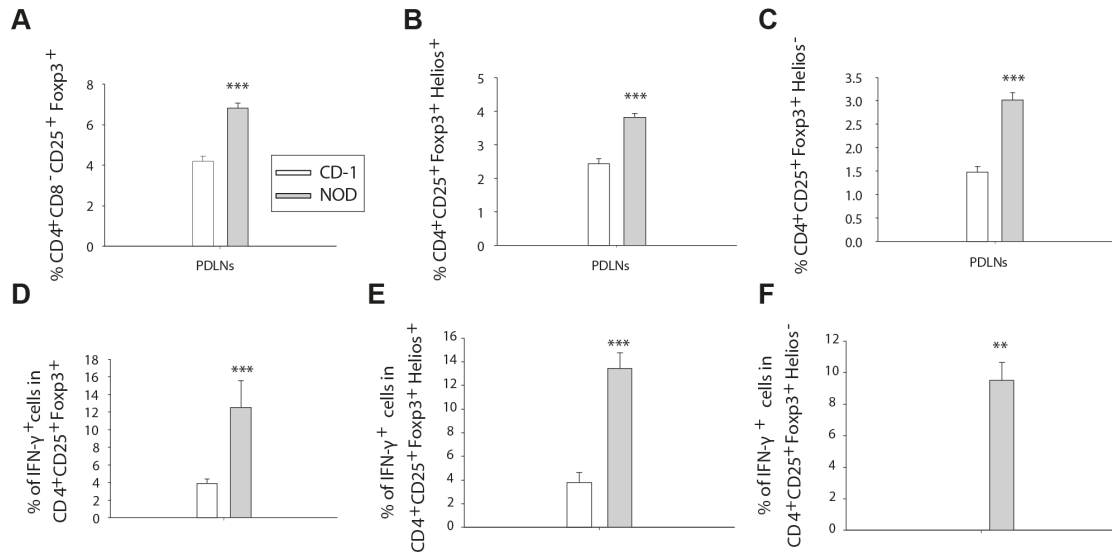 A
% CD4+CD8-CD25+ Foxp3+
8
6
4
2
0
***
PDLNs
CD-1
NOD
B
% CD4+CD25+ Foxp3+ Helios+
5
4
3
2
1
0
***
PDLNs
C
% CD4+CD25+ Foxp3+ Helios-
3.5
3.0
2.5
2.0
1.5
1.0
0.5
0.0
***
PDLNs
D
% of IFN-γ+cells in
CD4+CD25+Foxp3+
18
16
14
12
10
8
6
4
2
0
***
E
% of IFN-γ+ cells in
CD4+CD25+Foxp3+ Helios+
16
14
12
10
8
6
4
2
0
***
F
% of IFN-γ+ cells in
CD4+CD25+Foxp3+ Helios-
12
10
8
6
4
2
0
**